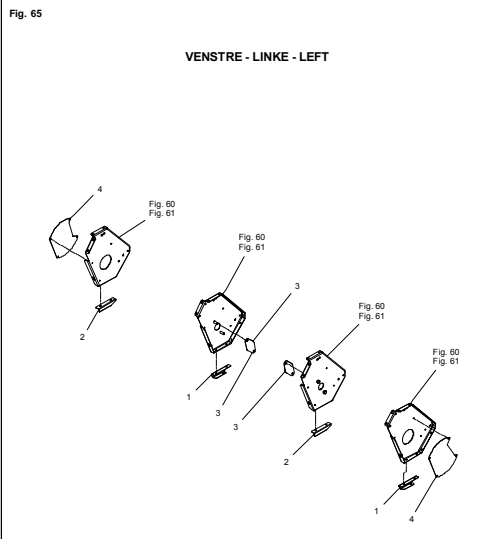 Fig. 65
VENSTRE - LINKE - LEFT
4
Fig. 60
Fig. 61
2
Fig. 60
Fig. 61
3
1
3
Fig. 60
Fig. 61
3
2
Fig. 60
Fig. 61
1
4